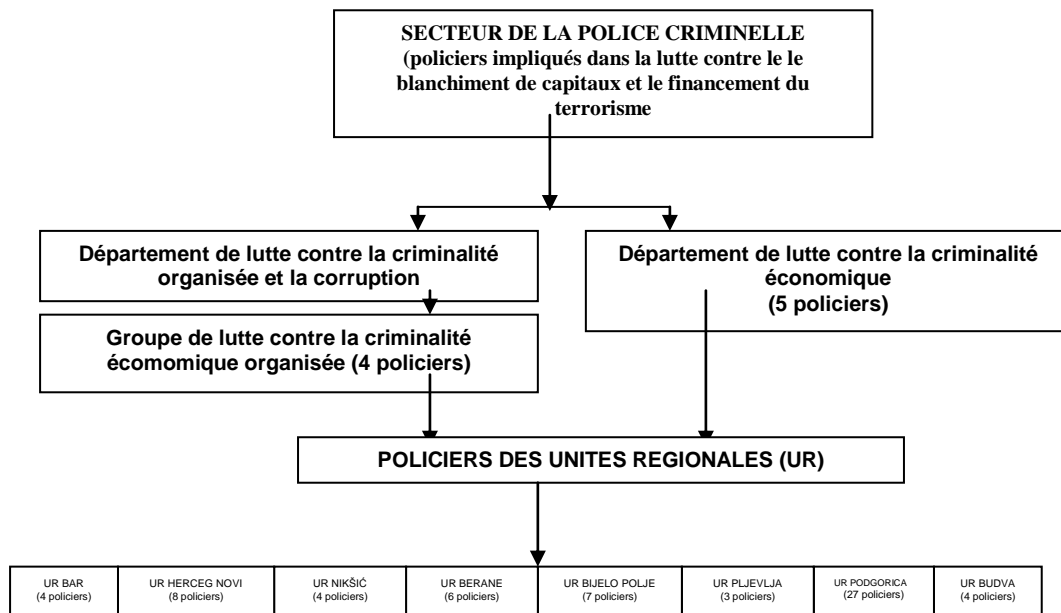 SECTEUR DE LA POLICE CRIMINELLE
(policiers impliqués dans la lutte contre le le
blanchiment de capitaux et le financement du
terrorisme
Département de lutte contre la criminalité
organisée et la corruption
Département de lutte contre la criminalité
économique
(5 policiers)
Groupe de lutte contre la criminalité
écomomique organisée (4 policiers)
POLICIERS DES UNITES REGIONALES (UR)
UR BAR
(4 policiers)
UR HERCEG NOVI
(8 policiers)
UR NIKŠIĆ
(4 policiers)
UR BERANE
(6 policiers)
UR BIJELO POLJE
(7 policiers)
UR PLJEVLJA
(3 policiers)
UR PODGORICA
(27 policiers)
UR BUDVA
(4 policiers)